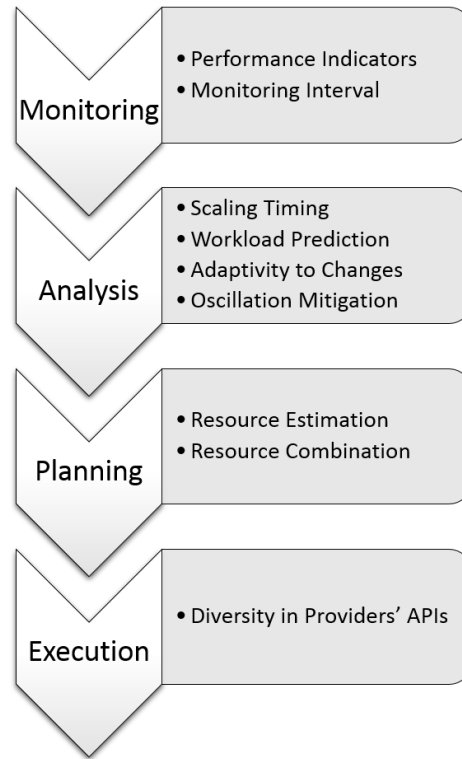 Monitoring
• Performance Indicators
• Monitoring Interval
Analysis
• Scaling Timing
• Workload Prediction
• Adaptivity to Changes
• Oscillation Mitigation
Planning
• Resource Estimation
• Resource Combination
Execution
• Diversity in Providers’ APIs